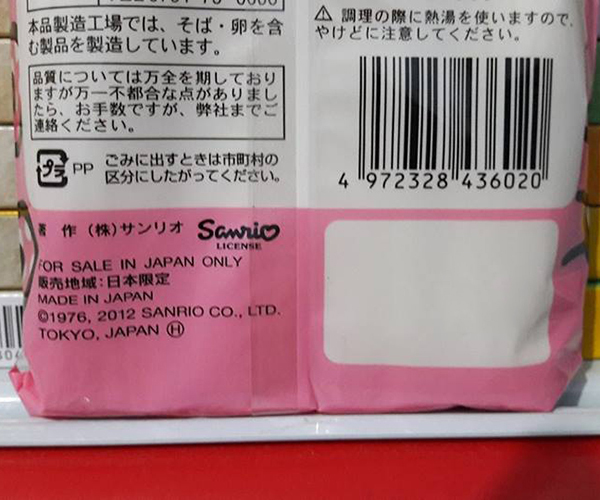 本品製造工場では、そば・卵を含
む製品を製造しています。
品質については万全を期しており
ますが万一不都合な点がありまし
たら、お手数ですが、弊社までご
連絡ください。
プラ PP ごみに出すときは市町村の
区分にしたがってください。
⚠ 調理の際に熱湯を使いますので、
やけどに注意してください。
4 972328 436020
著 作 (株)サンリオ Sanrio
LICENSE
FOR SALE IN JAPAN ONLY
販売地域:日本限定
MADE IN JAPAN
©1976, 2012 SANRIO CO., LTD.
TOKYO, JAPAN Ⓗ